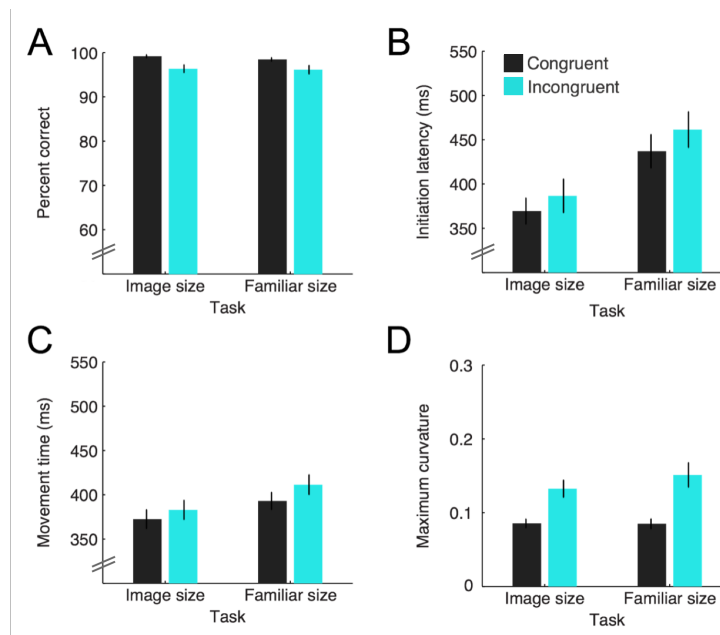 A
100
90
80
70
60
Percent correct
Image size Familiar size
Task
B
550
500
450
400
350
Initiation latency (ms)
Congruent
Incongruent
Image size Familiar size
Task
C
550
500
450
400
350
Movement time (ms)
Image size Familiar size
Task
D
0.3
0.2
0.1
0
Maximum curvature
Image size Familiar size
Task